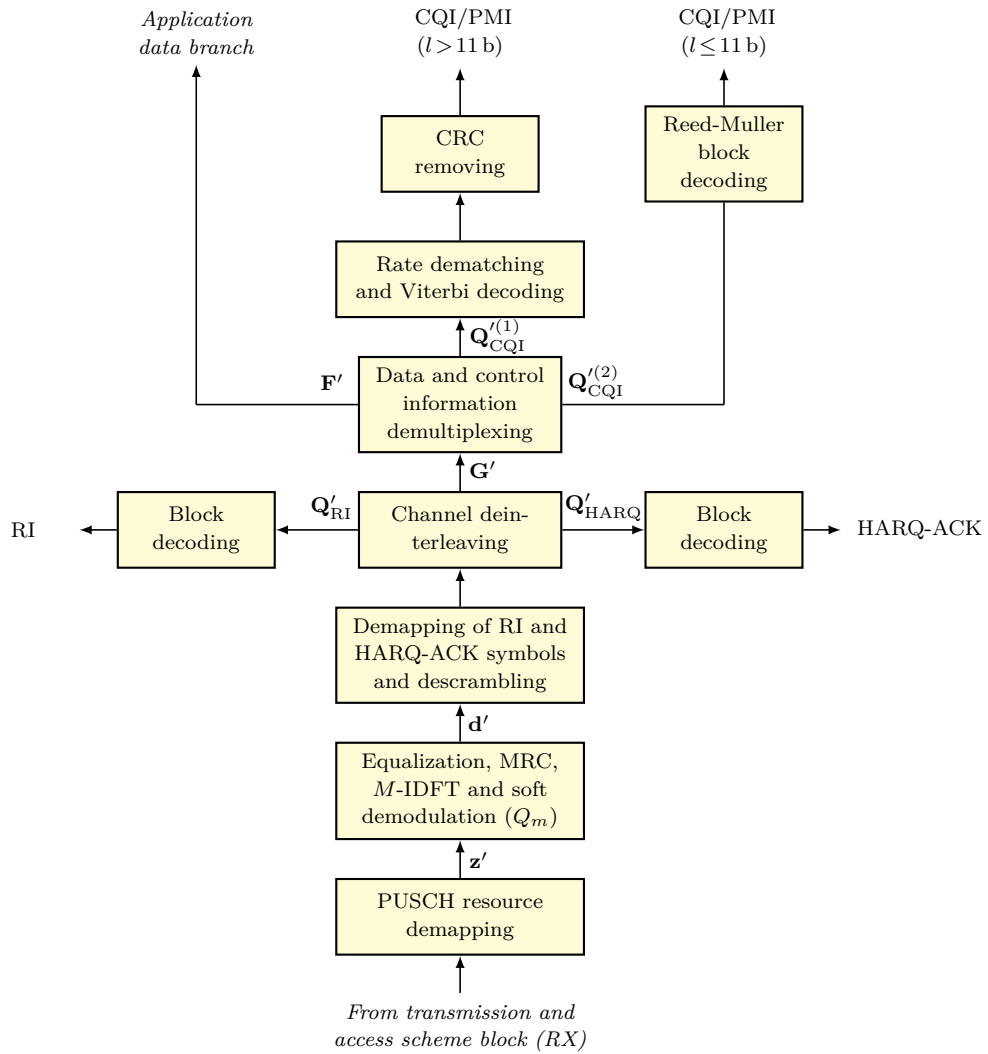 Application
data branch
CQI/PMI
(l > 11 b)
CQI/PMI
(l ≤ 11 b)
CRC
removing
Reed-Muller
block
decoding
Rate dematching
and Viterbi decoding
Q′(1)CQI
F′
Data and control
information
demultiplexing
Q′(2)CQI
G′
RI
Block
decoding
Q′RI
Channel dein-
terleaving
Q′HARQ
Block
decoding
HARQ-ACK
Demapping of RI and
HARQ-ACK symbols
and descrambling
d′
Equalization, MRC,
M-IDFT and soft
demodulation (Qm)
z′
PUSCH resource
demapping
From transmission and
access scheme block (RX)